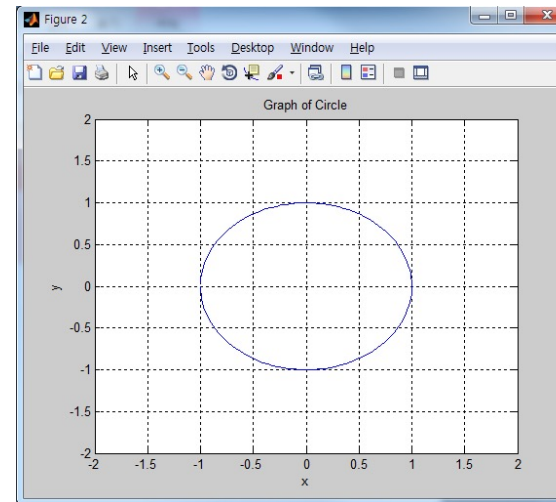 Figure 2
File Edit View Insert Tools Desktop Window Help
Graph of Circle
2
1.5
1
0.5
0
-0.5
-1
-1.5
-2
y
-2 -1.5 -1 -0.5 0 0.5 1 1.5 2
x